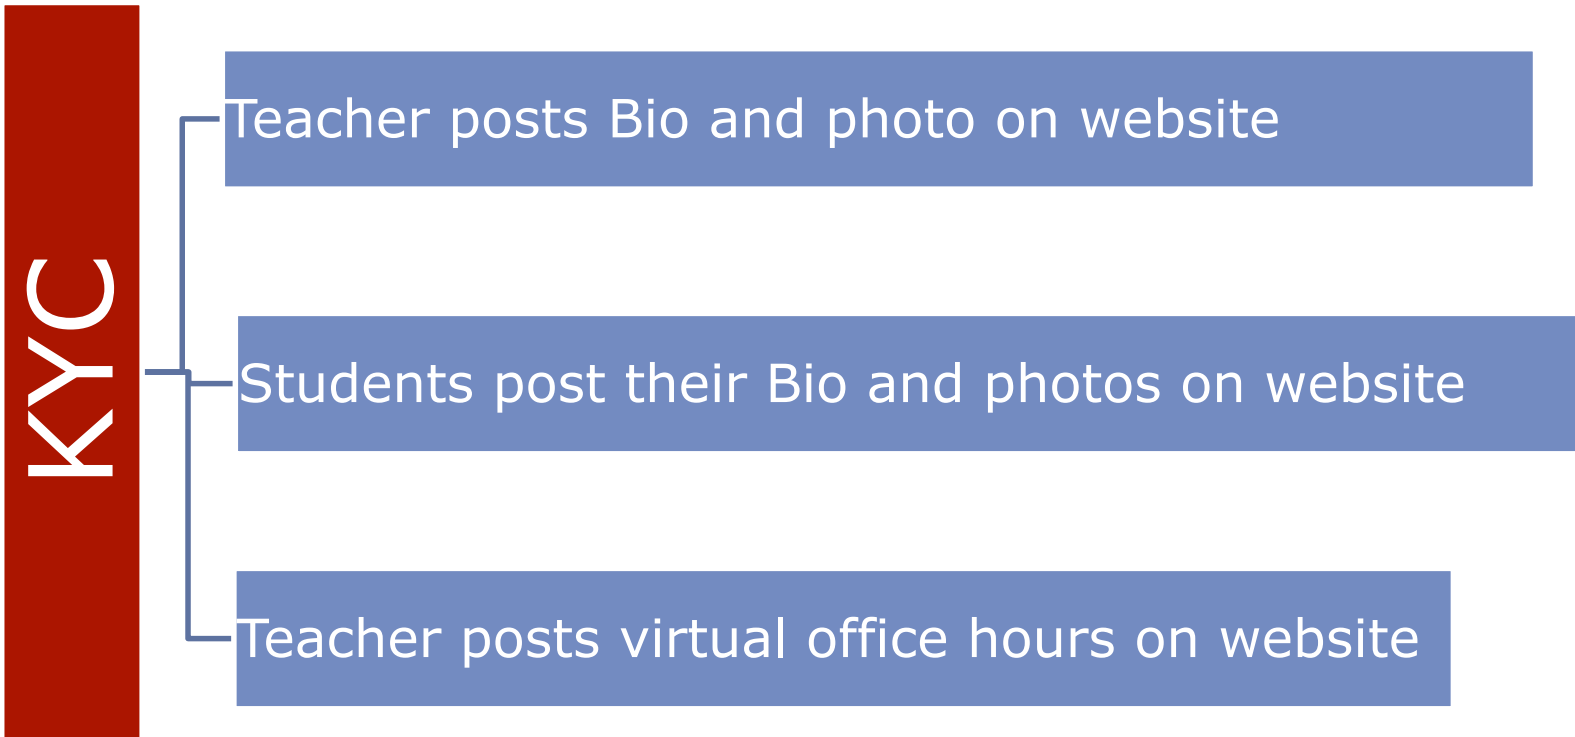 KYC
Teacher posts Bio and photo on website
Students post their Bio and photos on website
Teacher posts virtual office hours on website